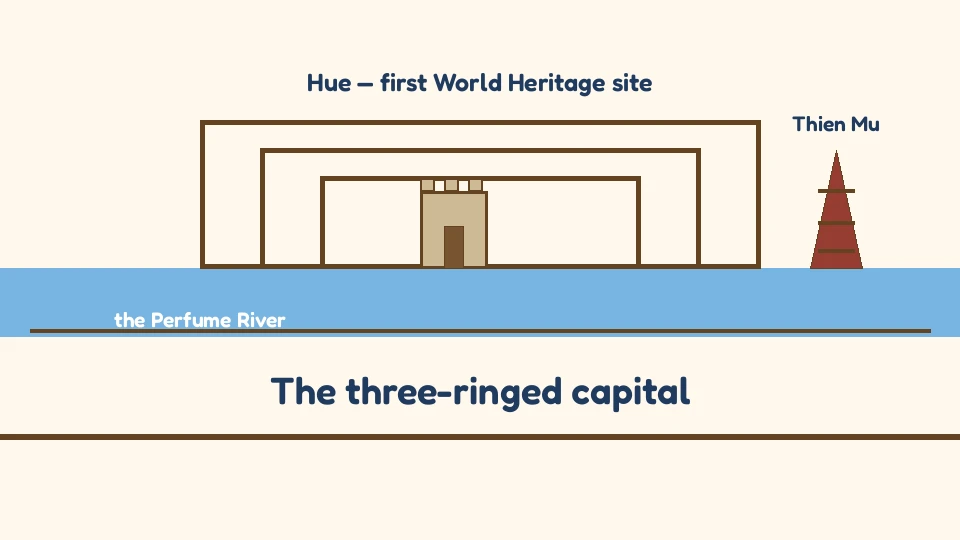 Hue — first World Heritage site
Thien Mu
the Perfume River
The three-ringed capital